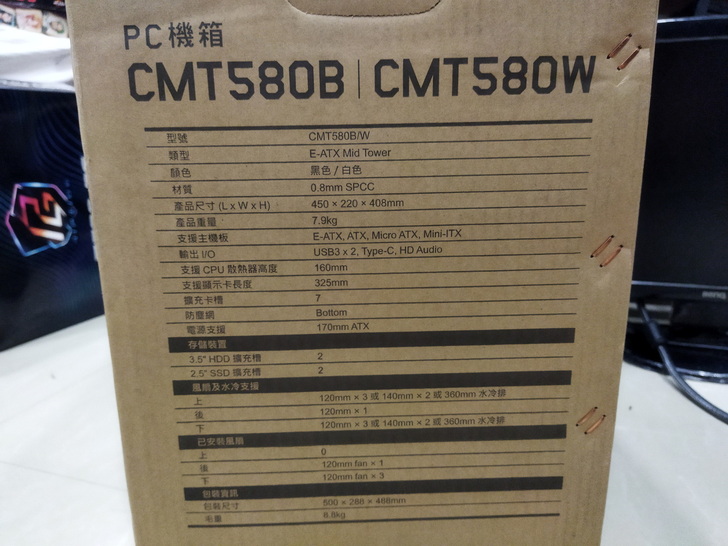 PC機箱
CMT580B | CMT580W
型號 CMT580B/W
類型 E-ATX Mid Tower
顏色 黑色 / 白色
材質 0.8mm SPCC
產品尺寸 (L x W x H) 450 × 220 × 408mm
產品重量 7.9kg
支援主機板 E-ATX, ATX, Micro ATX, Mini-ITX
輸出 I/O USB3 x 2, Type-C, HD Audio
支援 CPU 散熱器高度 160mm
支援顯示卡長度 325mm
擴充卡槽 7
防塵網 Bottom
電源支援 170mm ATX
存儲裝置
3.5" HDD 擴充槽 2
2.5" SSD 擴充槽 2
風扇及水冷支援
上 120mm × 3 或 140mm × 2 或 360mm 水冷排
後 120mm × 1
下 120mm × 3 或 140mm × 2 或 360mm 水冷排
已安裝風扇
上 0
後 120mm fan × 1
下 120mm fan × 3
包裝資訊
包裝尺寸 500 × 288 × 468mm
毛重 8.8kg